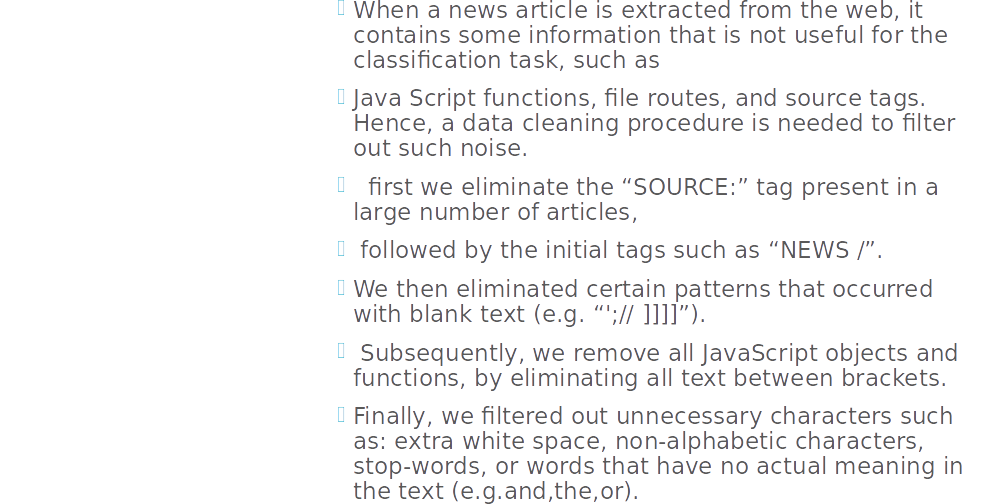 When a news article is extracted from the web, it
contains some information that is not useful for the
classification task, such as
Java Script functions, file routes, and source tags.
Hence, a data cleaning procedure is needed to filter
out such noise.
first we eliminate the “SOURCE:” tag present in a
large number of articles,
followed by the initial tags such as “NEWS /”.
We then eliminated certain patterns that occurred
with blank text (e.g. “';// ]]]]”).
Subsequently, we remove all JavaScript objects and
functions, by eliminating all text between brackets.
Finally, we filtered out unnecessary characters such
as: extra white space, non-alphabetic characters,
stop-words, or words that have no actual meaning in
the text (e.g.and,the,or).